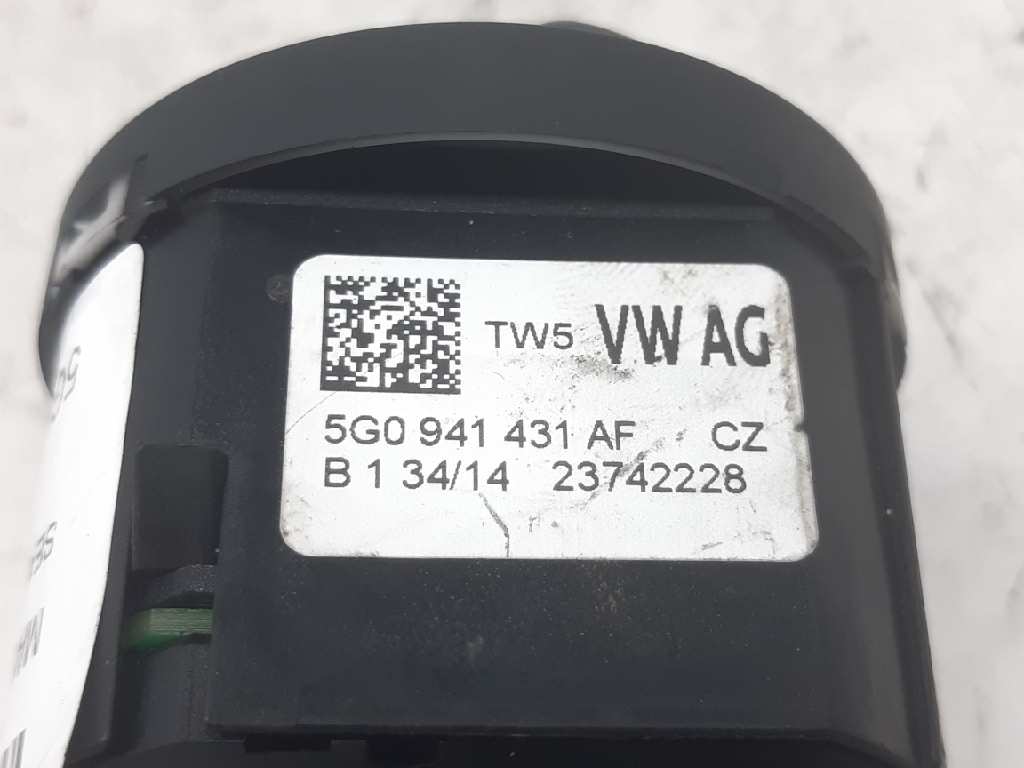 TW5 VW AG
5G0 941 431 AF CZ
B 1 34/14 23742228